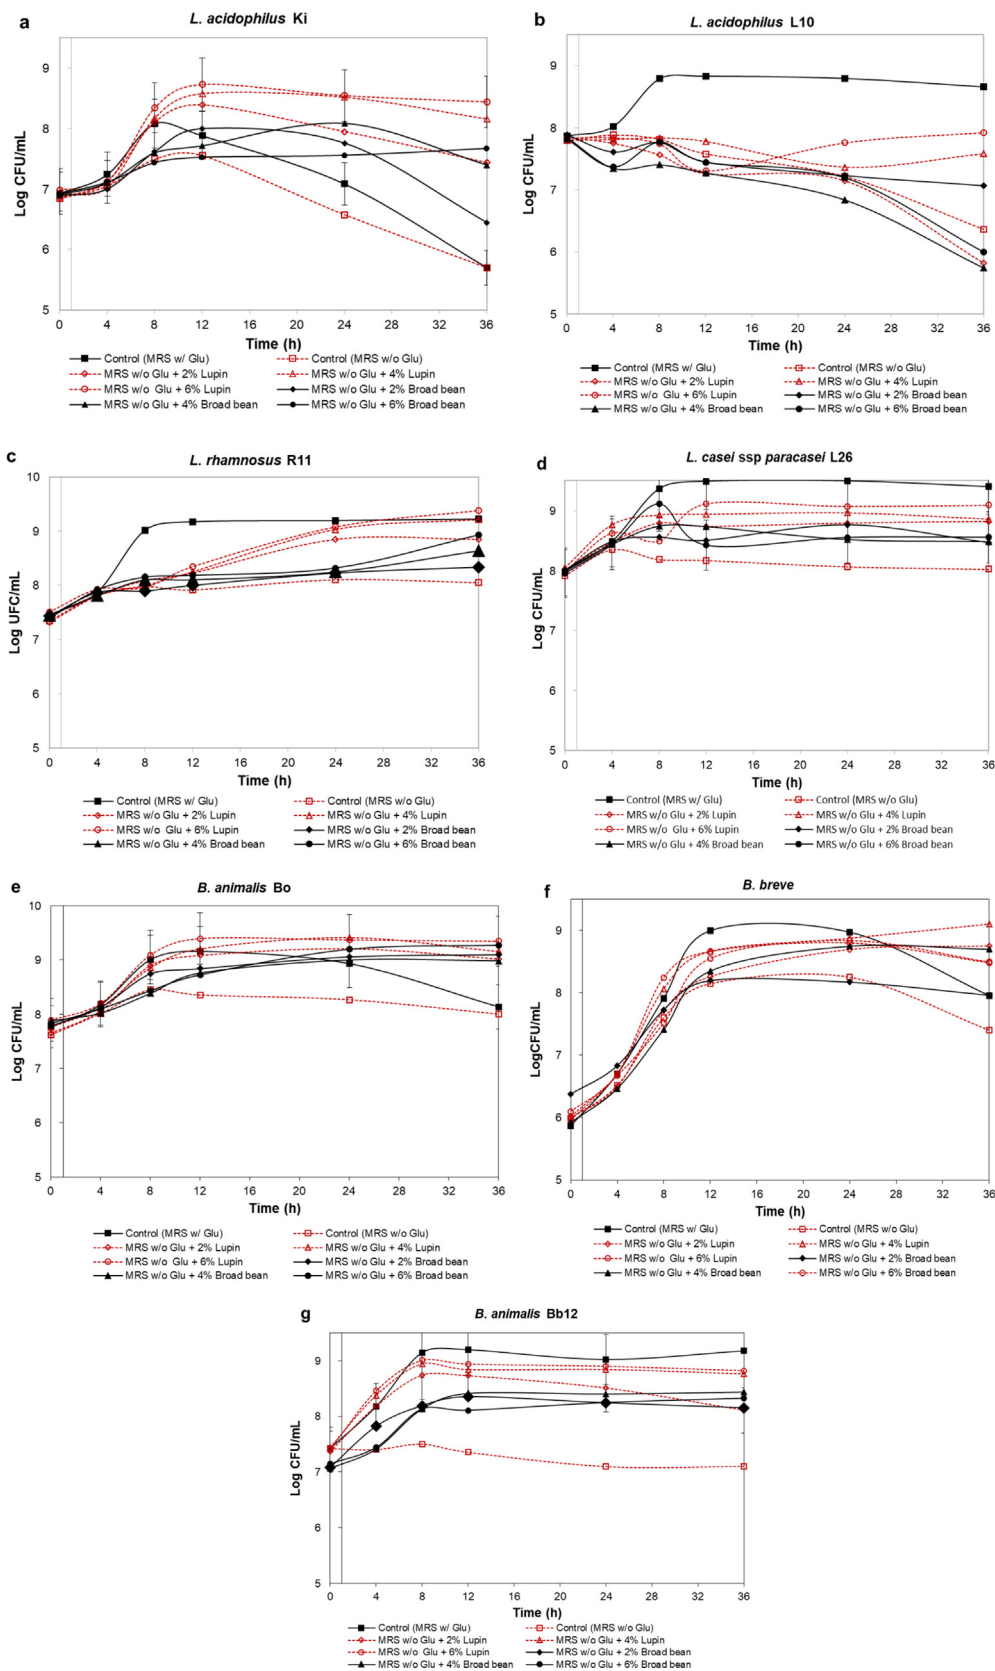 a
L. acidophilus Ki
Log CFU/mL
9
8
7
6
5
0 4 8 12 16 20 24 28 32 36
Time (h)
Control (MRS w/ Glu) Control (MRS w/o Glu)
MRS w/o Glu + 2% Lupin MRS w/o Glu + 4% Lupin
MRS w/o Glu + 6% Lupin MRS w/o Glu + 2% Broad bean
MRS w/o Glu + 4% Broad bean MRS w/o Glu + 6% Broad bean
b
L. acidophilus L10
Log CFU/mL
9
8
7
6
5
0 4 8 12 16 20 24 28 32 36
Time (h)
Control (MRS w/ Glu) Control (MRS w/o Glu)
MRS w/o Glu + 2% Lupin MRS w/o Glu + 4% Lupin
MRS w/o Glu + 6% Lupin MRS w/o Glu + 2% Broad bean
MRS w/o Glu + 4% Broad bean MRS w/o Glu + 6% Broad bean
c
L. rhamnosus R11
Log UFC/mL
10
9
8
7
6
5
0 4 8 12 16 20 24 28 32 36
Time (h)
Control (MRS w/ Glu) Control (MRS w/o Glu)
MRS w/o Glu + 2% Lupin MRS w/o Glu + 4% Lupin
MRS w/o Glu + 6% Lupin MRS w/o Glu + 2% Broad bean
MRS w/o Glu + 4% Broad bean MRS w/o Glu + 6% Broad bean
d
L. casei ssp paracasei L26
Log CFU/mL
9
8
7
6
5
0 4 8 12 16 20 24 28 32 36
Time (h)
Control (MRS w/ Glu) Control (MRS w/o Glu)
MRS w/o Glu + 2% Lupin MRS w/o Glu + 4% Lupin
MRS w/o Glu + 6% Lupin MRS w/o Glu + 2% Broad bean
MRS w/o Glu + 4% Broad bean MRS w/o Glu + 6% Broad bean
e
B. animalis Bo
Log CFU/mL
10
9
8
7
6
5
0 4 8 12 16 20 24 28 32 36
Time (h)
Control (MRS w/ Glu) Control (MRS w/o Glu)
MRS w/o Glu + 2% Lupin MRS w/o Glu + 4% Lupin
MRS w/o Glu + 6% Lupin MRS w/o Glu + 2% Broad bean
MRS w/o Glu + 4% Broad bean MRS w/o Glu + 6% Broad bean
f
B. breve
LogCFU/mL
9
8
7
6
5
0 4 8 12 16 20 24 28 32 36
Time (h)
Control (MRS w/ Glu) Control (MRS w/o Glu)
MRS w/o Glu + 2% Lupin MRS w/o Glu + 4% Lupin
MRS w/o Glu + 6% Lupin MRS w/o Glu + 2% Broad bean
MRS w/o Glu + 4% Broad bean MRS w/o Glu + 6% Broad bean
g
B. animalis Bb12
Log CFU/mL
9
8
7
6
5
0 4 8 12 16 20 24 28 32 36
Time (h)
Control (MRS w/ Glu) Control (MRS w/o Glu)
MRS w/o Glu + 2% Lupin MRS w/o Glu + 4% Lupin
MRS w/o Glu + 6% Lupin MRS w/o Glu + 2% Broad bean
MRS w/o Glu + 4% Broad bean MRS w/o Glu + 6% Broad bean